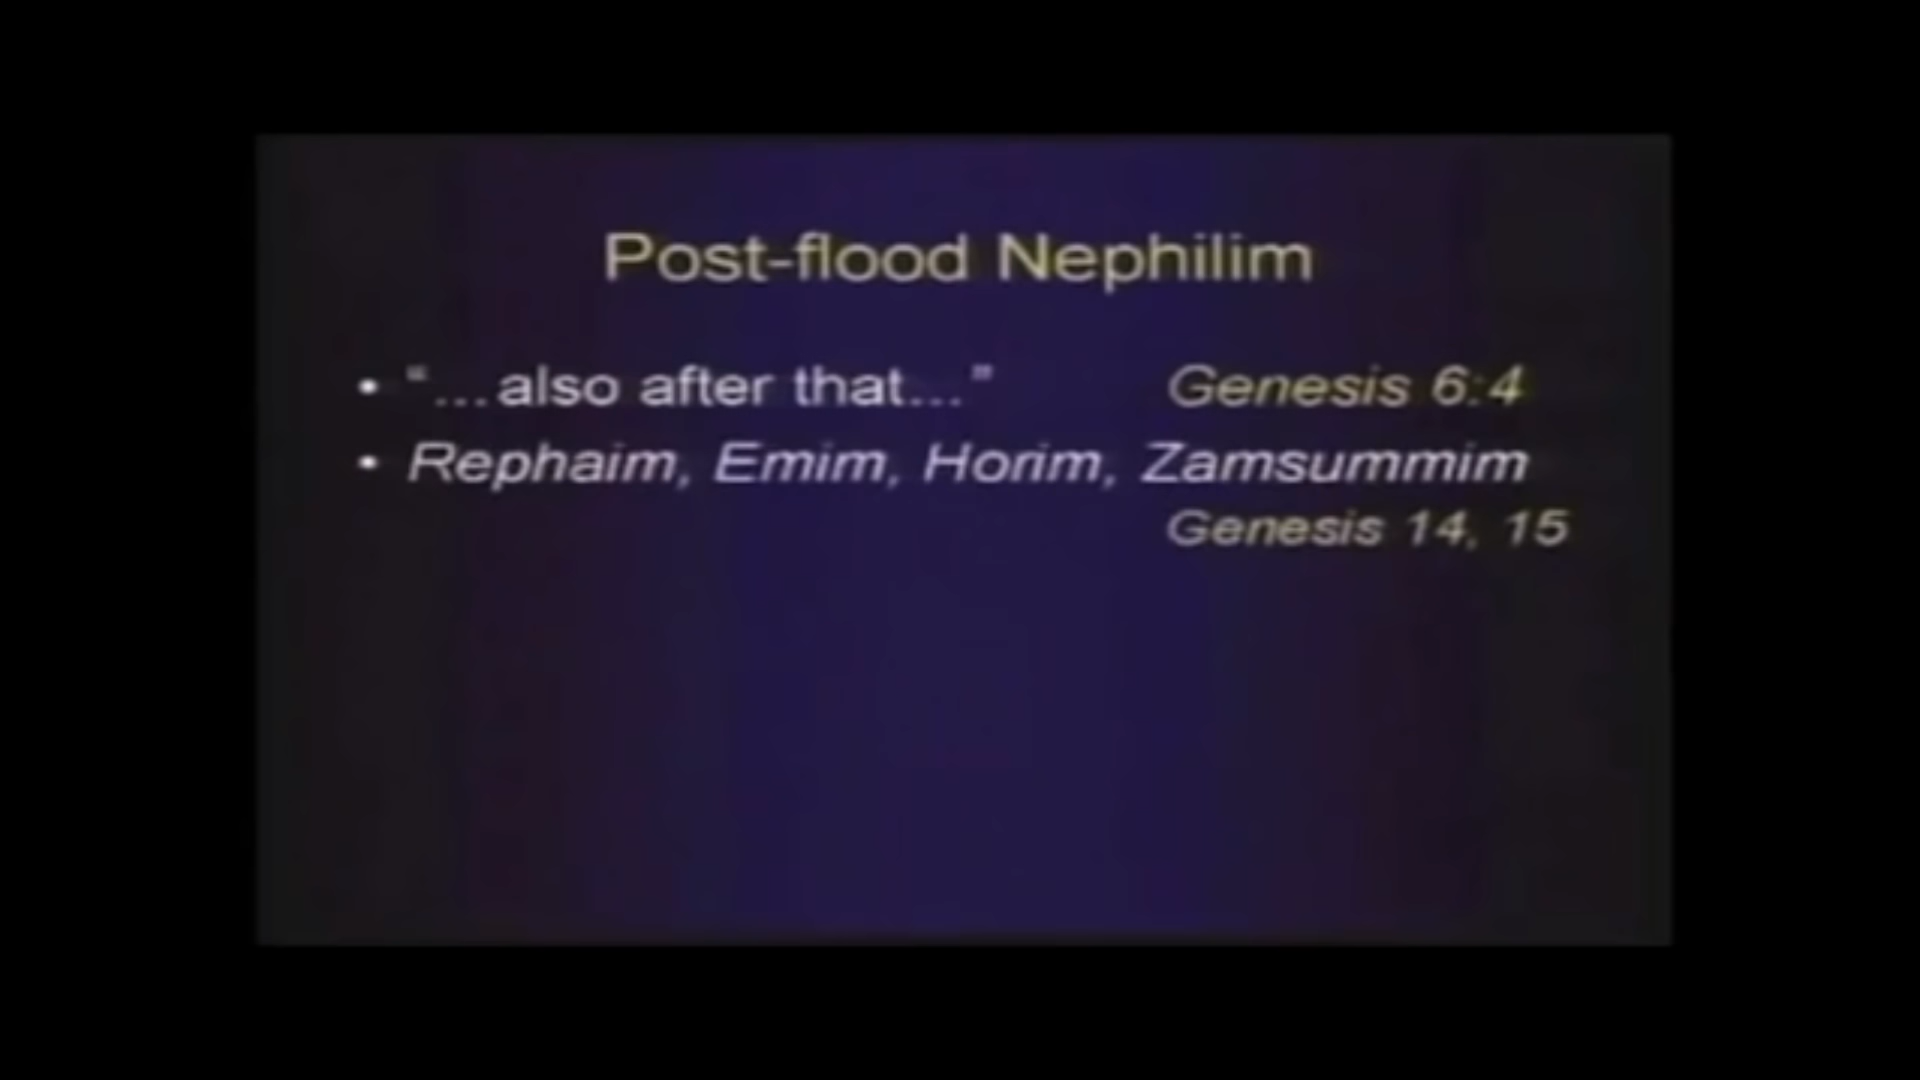 Post-flood Nephilim
• “...also after that...” Genesis 6:4
• Rephaim, Emim, Horim, Zamsummim
Genesis 14, 15